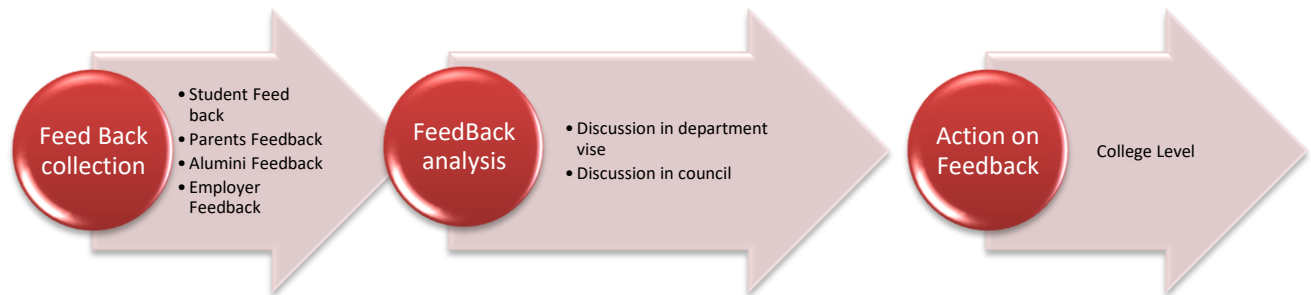 Feed Back
collection
• Student Feed
back
• Parents Feedback
• Alumini Feedback
• Employer
Feedback
FeedBack
analysis
• Discussion in department
vise
• Discussion in council
Action on
Feedback
College Level